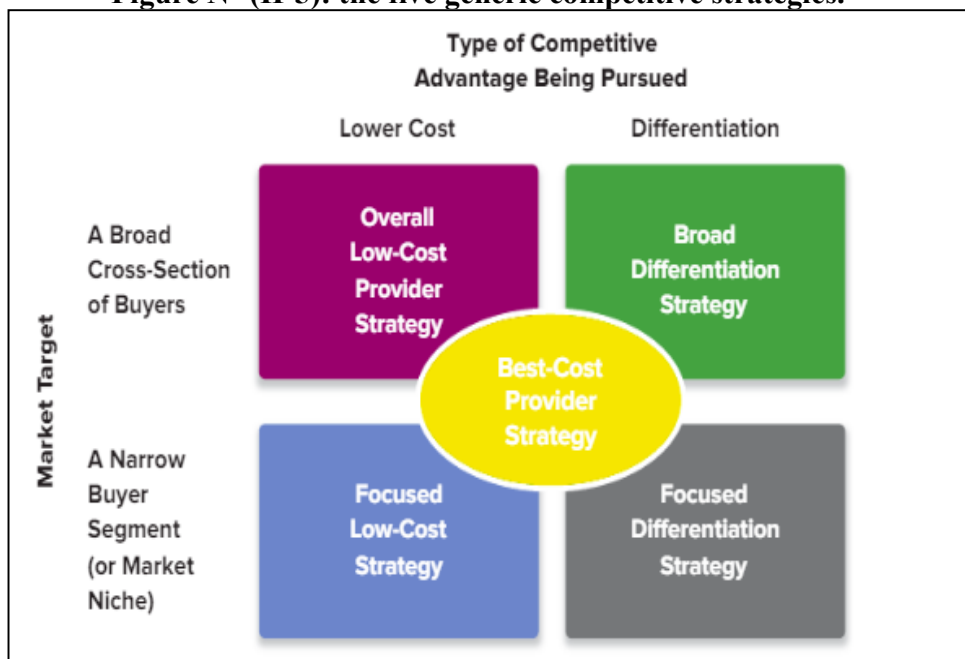 Figure N° (II-3): the five generic competitive strategies.
Type of Competitive
Advantage Being Pursued
Lower Cost
Differentiation
Market Target
A Broad
Cross-Section
of Buyers
Overall
Low-Cost
Provider
Strategy
Broad
Differentiation
Strategy
Best-Cost
Provider
Strategy
A Narrow
Buyer
Segment
(or Market
Niche)
Focused
Low-Cost
Strategy
Focused
Differentiation
Strategy